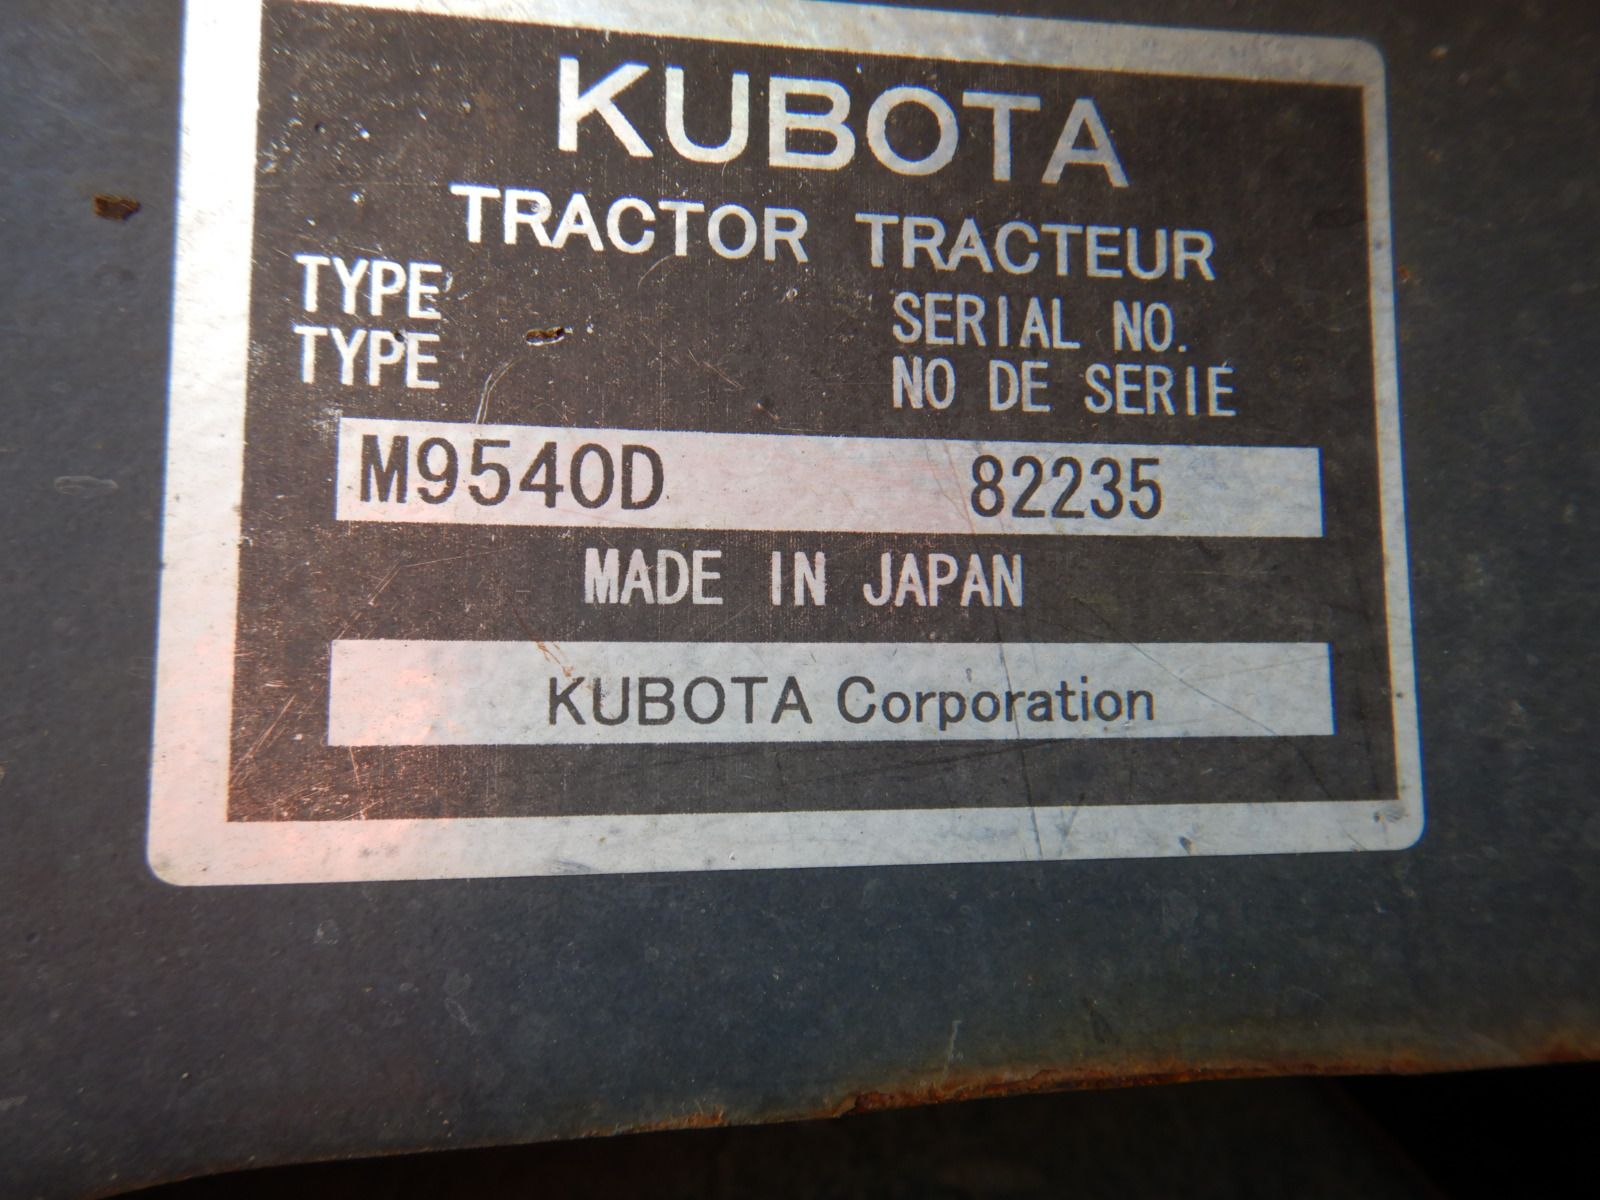 KUBOTA
TRACTOR TRACTEUR
TYPE SERIAL NO.
TYPE NO DE SERIE
M9540D 82235
MADE IN JAPAN
KUBOTA Corporation